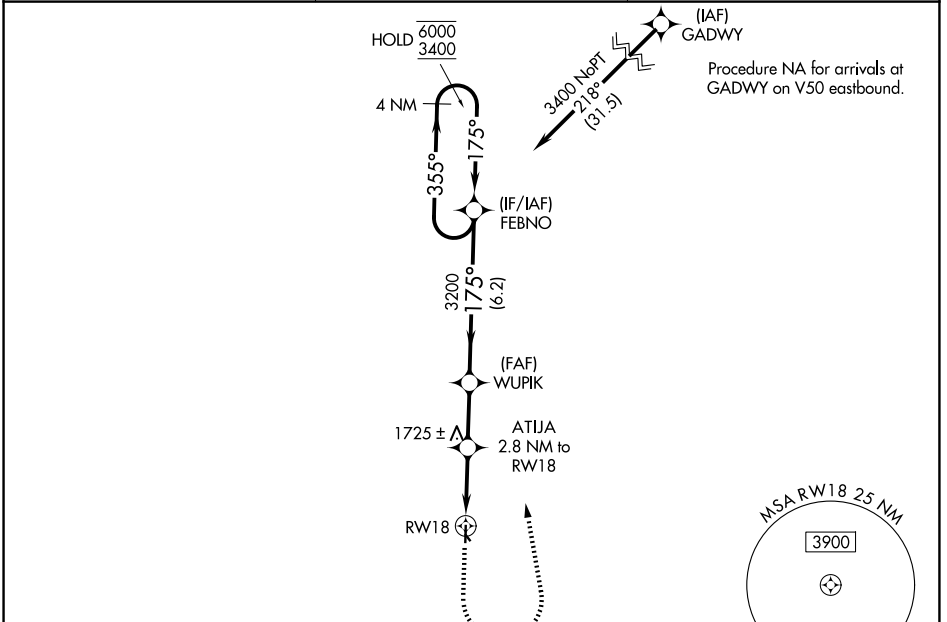 (IAF)
GADWY
HOLD 6000
3400
Procedure NA for arrivals at
GADWY on V50 eastbound.
3400 NoPT
218°
(31.5)
4 NM
175°
355°
(IF/IAF)
FEBNO
3200
175°
(6.2)
(FAF)
WUPIK
1725 ±
ATIJA
2.8 NM to
RW18
RW18
MSA RW18 25 NM
3900